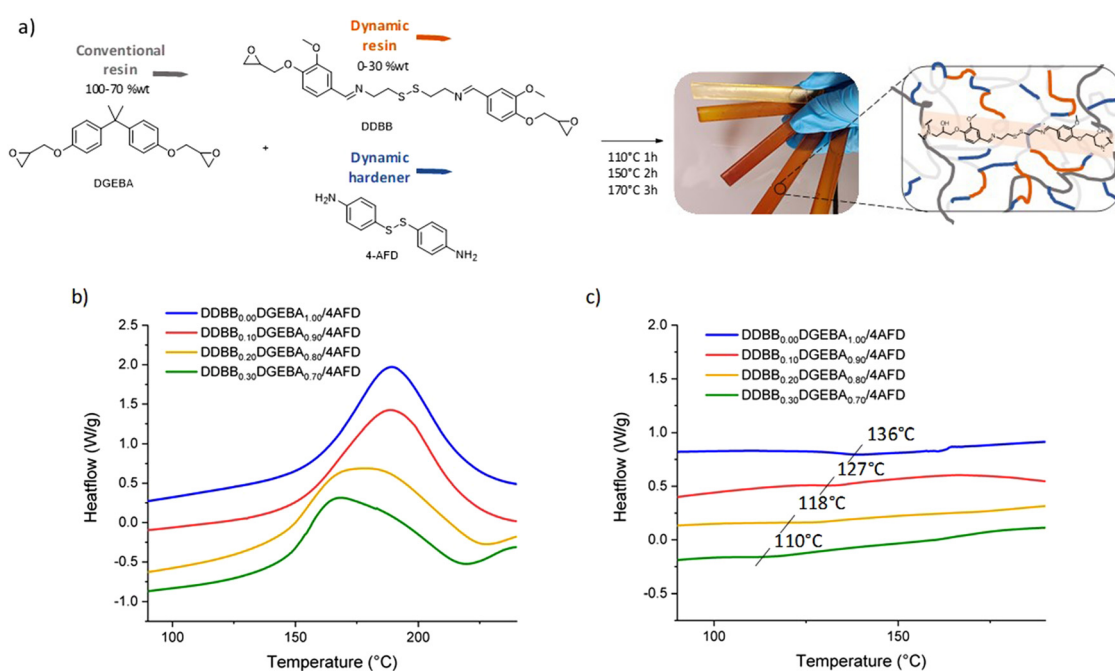 a)
Conventional
resin
100-70 %wt
DGEBA
+
Dynamic
resin
0-30 %wt
DDBB
Dynamic
hardener
4-AFD
110°C 1h
150°C 2h
170°C 3h
b)
DDBB0.00DGEBA1.00/4AFD
DDBB0.10DGEBA0.90/4AFD
DDBB0.20DGEBA0.80/4AFD
DDBB0.30DGEBA0.70/4AFD
2.5
2.0
1.5
1.0
0.5
0.0
-0.5
-1.0
Heatflow (W/g)
100
150
200
Temperature (°C)
c)
DDBB0.00DGEBA1.00/4AFD
DDBB0.10DGEBA0.90/4AFD
DDBB0.20DGEBA0.80/4AFD
DDBB0.30DGEBA0.70/4AFD
136°C
127°C
118°C
110°C
2.0
1.5
1.0
0.5
0.0
-0.5
Heatflow (W/g)
100
150
Temperature (°C)